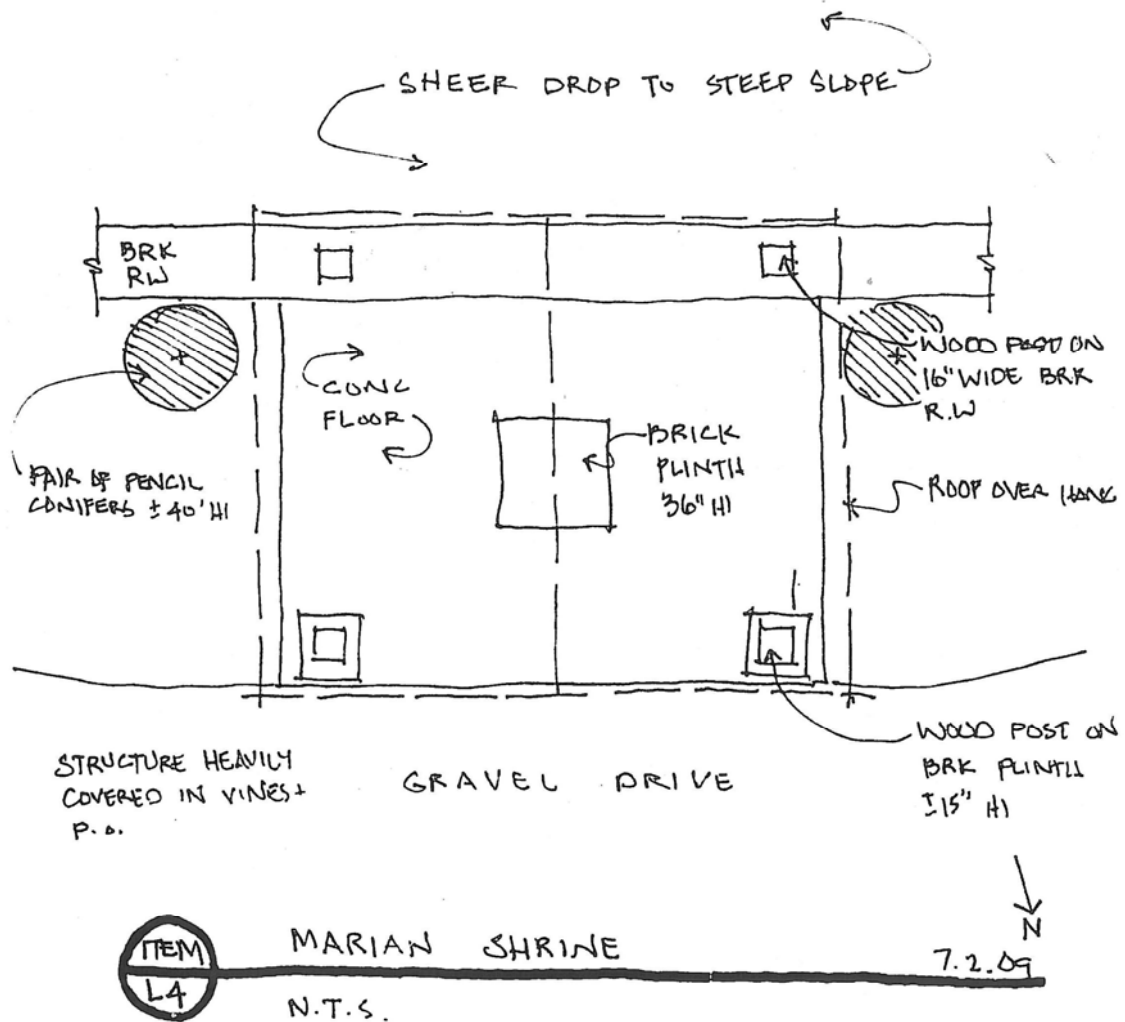 SHEER DROP TO STEEP SLOPE
BRK
RW
CONC
FLOOR
WOOD POST ON
16" WIDE BRK
R.W
BRICK
PLINTH
36" HI
PAIR OF PENCIL
CONIFERS ± 40' HI
ROOF OVER HANG
WOOD POST ON
BRK PLINTH
±15" HI
STRUCTURE HEAVILY
COVERED IN VINES +
P.O.
GRAVEL DRIVE
N
ITEM
L4
MARIAN SHRINE
7.2.09
N.T.S.